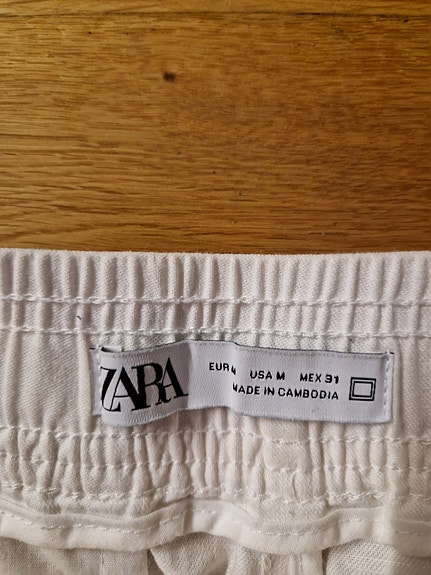 ZARA
EUR M USA M MEX 31
MADE IN CAMBODIA